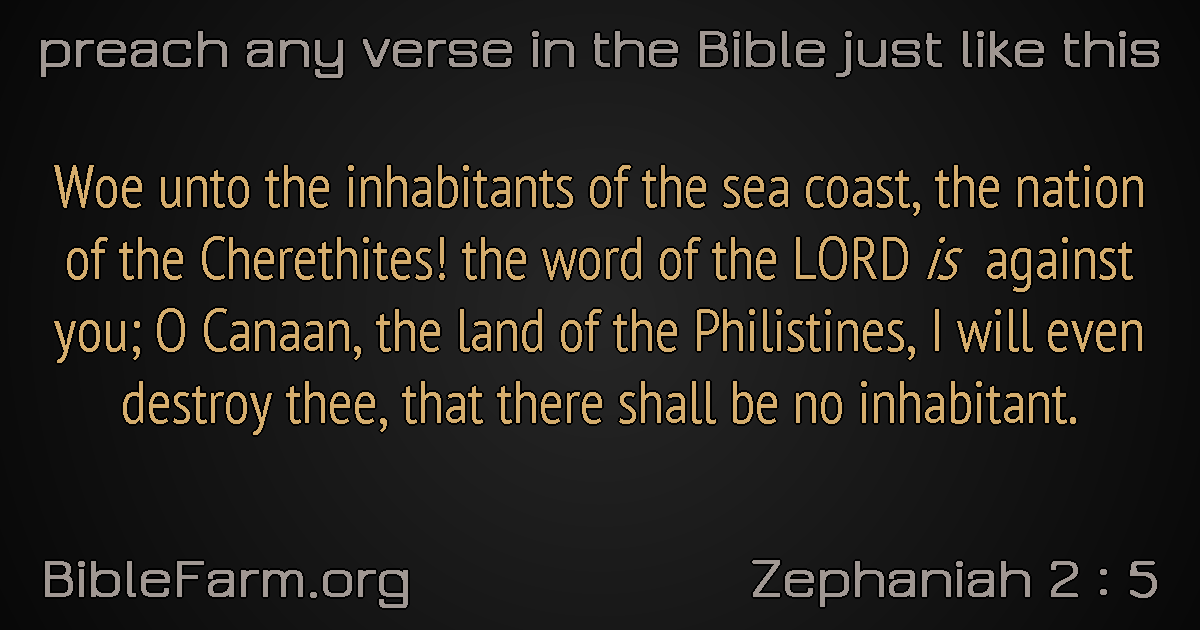 preach any verse in the Bible just like this
Woe unto the inhabitants of the sea coast, the nation
of the Cherethites! the word of the LORD is against
you; O Canaan, the land of the Philistines, I will even
destroy thee, that there shall be no inhabitant.
BibleFarm.org
Zephaniah 2 : 5